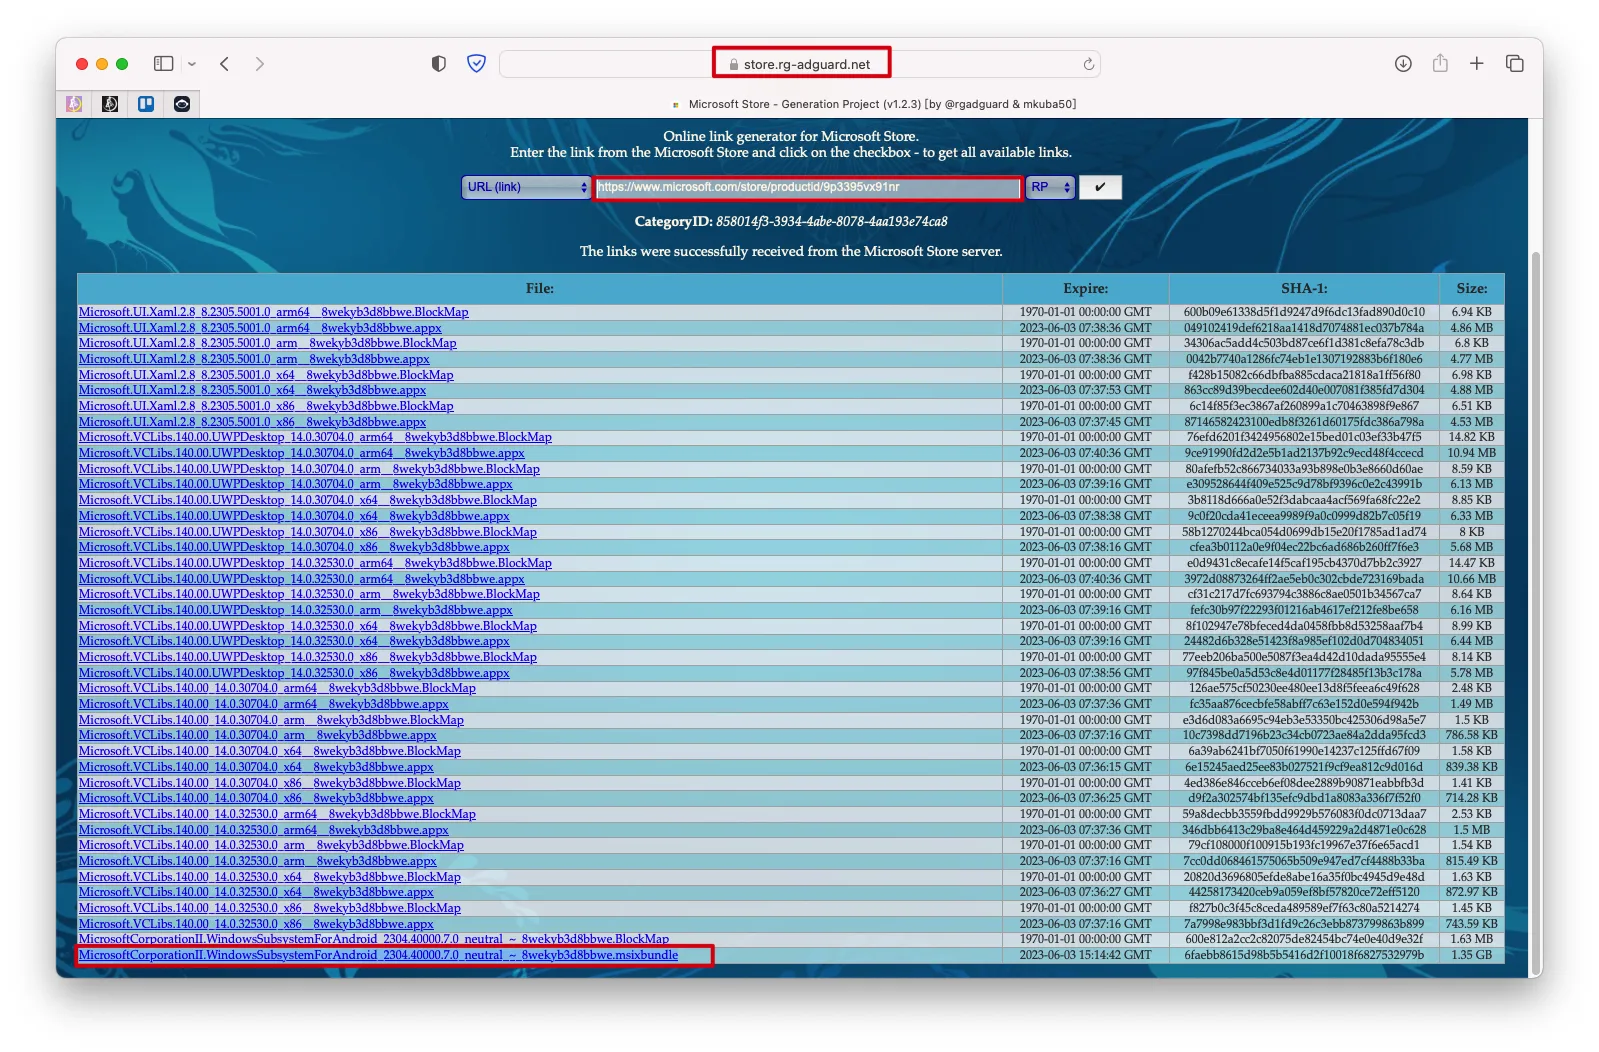 store.rg-adguard.net
Microsoft Store - Generation Project (v1.2.3) [by @rgadguard & mkuba50]
Online link generator for Microsoft Store.
Enter the link from the Microsoft Store and click on the checkbox - to get all available links.
URL (link) https://www.microsoft.com/store/productid/9p3395vx91nr RP ✔
CategoryID: 858014f3-3934-4abe-8078-4aa193e74ca8
The links were successfully received from the Microsoft Store server.
File: Expire: SHA-1: Size:
Microsoft.UI.Xaml.2.8_8.2305.5001.0_arm64__8wekyb3d8bbwe.BlockMap 1970-01-01 00:00:00 GMT 600b09e61338d5f1d9247d9f6dc13fad890d0c10 6.94 KB
Microsoft.UI.Xaml.2.8_8.2305.5001.0_arm64__8wekyb3d8bbwe.appx 2023-06-03 07:38:36 GMT 049102419def6218aa1418d7074881ec037b784a 4.86 MB
Microsoft.UI.Xaml.2.8_8.2305.5001.0_arm__8wekyb3d8bbwe.BlockMap 1970-01-01 00:00:00 GMT 34306ac5add4c503bd87ce6f1d381c8efa78c3db 6.8 KB
Microsoft.UI.Xaml.2.8_8.2305.5001.0_arm__8wekyb3d8bbwe.appx 2023-06-03 07:38:36 GMT 0042b7740a1286fc74eb1e1307192883b6f180e6 4.77 MB
Microsoft.UI.Xaml.2.8_8.2305.5001.0_x64__8wekyb3d8bbwe.BlockMap 1970-01-01 00:00:00 GMT f428b15082c66dbfba885cdaca21818a1ff56f80 6.98 KB
Microsoft.UI.Xaml.2.8_8.2305.5001.0_x64__8wekyb3d8bbwe.appx 2023-06-03 07:37:53 GMT 863cc89d39becdee602d40e007081f385fd7d304 4.88 MB
Microsoft.UI.Xaml.2.8_8.2305.5001.0_x86__8wekyb3d8bbwe.BlockMap 1970-01-01 00:00:00 GMT 6c14f85f3ec3867af260899a1c70463898f9e867 6.51 KB
Microsoft.UI.Xaml.2.8_8.2305.5001.0_x86__8wekyb3d8bbwe.appx 2023-06-03 07:37:45 GMT 87146582423100edb8f3261d60175fdc386a798a 4.53 MB
Microsoft.VCLibs.140.00.UWPDesktop_14.0.30704.0_arm64__8wekyb3d8bbwe.BlockMap 1970-01-01 00:00:00 GMT 76efd6201f3424956802e15bed01c03ef33b47f5 14.82 KB
Microsoft.VCLibs.140.00.UWPDesktop_14.0.30704.0_arm64__8wekyb3d8bbwe.appx 2023-06-03 07:40:36 GMT 9ce91990fd2d2e5b1ad2137b92c9ecd48f4ccecd 10.94 MB
Microsoft.VCLibs.140.00.UWPDesktop_14.0.30704.0_arm__8wekyb3d8bbwe.BlockMap 1970-01-01 00:00:00 GMT 80afefb52c866734033a93b898e0b3e8660d60ae 8.59 KB
Microsoft.VCLibs.140.00.UWPDesktop_14.0.30704.0_arm__8wekyb3d8bbwe.appx 2023-06-03 07:39:16 GMT e309528644f409e525c9d78bf9396c0e2c43991b 6.13 MB
Microsoft.VCLibs.140.00.UWPDesktop_14.0.30704.0_x64__8wekyb3d8bbwe.BlockMap 1970-01-01 00:00:00 GMT 3b8118d666a0e52f3dabcaa4acf569fa68fc22e2 8.85 KB
Microsoft.VCLibs.140.00.UWPDesktop_14.0.30704.0_x64__8wekyb3d8bbwe.appx 2023-06-03 07:38:38 GMT 9c0f20cda41eceea9989f9a0c0999d82b7c05f19 6.33 MB
Microsoft.VCLibs.140.00.UWPDesktop_14.0.30704.0_x86__8wekyb3d8bbwe.BlockMap 1970-01-01 00:00:00 GMT 58b1270244bca054d0699db15e20f1785ad1ad74 8 KB
Microsoft.VCLibs.140.00.UWPDesktop_14.0.30704.0_x86__8wekyb3d8bbwe.appx 2023-06-03 07:38:16 GMT cfea3b0112a0e9f04ec22bc6ad686b260ff7f6e3 5.68 MB
Microsoft.VCLibs.140.00.UWPDesktop_14.0.32530.0_arm64__8wekyb3d8bbwe.BlockMap 1970-01-01 00:00:00 GMT e0d9431c8ecafe14f5caf195cb4370d7bb2c3927 14.47 KB
Microsoft.VCLibs.140.00.UWPDesktop_14.0.32530.0_arm64__8wekyb3d8bbwe.appx 2023-06-03 07:40:36 GMT 3972d08873264ff2ae5eb0c302cbde723169bada 10.66 MB
Microsoft.VCLibs.140.00.UWPDesktop_14.0.32530.0_arm__8wekyb3d8bbwe.BlockMap 1970-01-01 00:00:00 GMT cf31c217d7fc693794c3886c8ae0501b34567ca7 8.64 KB
Microsoft.VCLibs.140.00.UWPDesktop_14.0.32530.0_arm__8wekyb3d8bbwe.appx 2023-06-03 07:39:16 GMT fefc30b97f22293f01216ab4617ef212fe8be658 6.16 MB
Microsoft.VCLibs.140.00.UWPDesktop_14.0.32530.0_x64__8wekyb3d8bbwe.BlockMap 1970-01-01 00:00:00 GMT 8f102947e78bfeced4da0458fbb8d53258aaf7b4 8.99 KB
Microsoft.VCLibs.140.00.UWPDesktop_14.0.32530.0_x64__8wekyb3d8bbwe.appx 2023-06-03 07:39:16 GMT 24482d6b328e51423f8a985ef102d0d704834051 6.44 MB
Microsoft.VCLibs.140.00.UWPDesktop_14.0.32530.0_x86__8wekyb3d8bbwe.BlockMap 1970-01-01 00:00:00 GMT 77eeb206ba500e5087f3ea4d42d10dada95555e4 8.14 KB
Microsoft.VCLibs.140.00.UWPDesktop_14.0.32530.0_x86__8wekyb3d8bbwe.appx 2023-06-03 07:38:56 GMT 97f845be0a5d53c8e4d01177f28485f13b3c178a 5.78 MB
Microsoft.VCLibs.140.00_14.0.30704.0_arm64__8wekyb3d8bbwe.BlockMap 1970-01-01 00:00:00 GMT 126ae575cf50230ee480ee13d8f5feea6c49f628 2.48 KB
Microsoft.VCLibs.140.00_14.0.30704.0_arm64__8wekyb3d8bbwe.appx 2023-06-03 07:37:36 GMT fc35aa876cecbfe58abff7c63e152d0e594f942b 1.49 MB
Microsoft.VCLibs.140.00_14.0.30704.0_arm__8wekyb3d8bbwe.BlockMap 1970-01-01 00:00:00 GMT e3d6d083a6695c94eb3e53350bc425306d98a5e7 1.5 KB
Microsoft.VCLibs.140.00_14.0.30704.0_arm__8wekyb3d8bbwe.appx 2023-06-03 07:37:16 GMT 10c7398dd7196b23c34cb0723ae84a2dda95fcd3 786.58 KB
Microsoft.VCLibs.140.00_14.0.30704.0_x64__8wekyb3d8bbwe.BlockMap 1970-01-01 00:00:00 GMT 6a39ab6241bf7050f61990e14237c125ffd67f09 1.58 KB
Microsoft.VCLibs.140.00_14.0.30704.0_x64__8wekyb3d8bbwe.appx 2023-06-03 07:36:15 GMT 6e15245aed25ee83b027521f9cf9ea812c9d016d 839.38 KB
Microsoft.VCLibs.140.00_14.0.30704.0_x86__8wekyb3d8bbwe.BlockMap 1970-01-01 00:00:00 GMT 4ed386e846cceb6ef08dee2889b90871eabbfb3d 1.41 KB
Microsoft.VCLibs.140.00_14.0.30704.0_x86__8wekyb3d8bbwe.appx 2023-06-03 07:36:25 GMT d9f2a302574bf135efc9dbd1a8083a336f7f52f0 714.28 KB
Microsoft.VCLibs.140.00_14.0.32530.0_arm64__8wekyb3d8bbwe.BlockMap 1970-01-01 00:00:00 GMT 59a8decbb3559fbdd9929b576083f0dc0713daa7 2.53 KB
Microsoft.VCLibs.140.00_14.0.32530.0_arm64__8wekyb3d8bbwe.appx 2023-06-03 07:37:36 GMT 346dbb6413c29ba8e464d459229a2d4871e0c628 1.5 MB
Microsoft.VCLibs.140.00_14.0.32530.0_arm__8wekyb3d8bbwe.BlockMap 1970-01-01 00:00:00 GMT 79cf108000f100915b193fc19967e37f6e65acd1 1.54 KB
Microsoft.VCLibs.140.00_14.0.32530.0_arm__8wekyb3d8bbwe.appx 2023-06-03 07:37:16 GMT 7cc0dd068461575065b509e947ed7cf4488b33ba 815.49 KB
Microsoft.VCLibs.140.00_14.0.32530.0_x64__8wekyb3d8bbwe.BlockMap 1970-01-01 00:00:00 GMT 20820d3696805efde8abe16a35f0bc4945d9e48d 1.63 KB
Microsoft.VCLibs.140.00_14.0.32530.0_x64__8wekyb3d8bbwe.appx 2023-06-03 07:36:27 GMT 44258173420ceb9a059ef8bf57820ce72eff5120 872.97 KB
Microsoft.VCLibs.140.00_14.0.32530.0_x86__8wekyb3d8bbwe.BlockMap 1970-01-01 00:00:00 GMT f827b0c3f45c8ceda489589ef7f63c80a5214274 1.45 KB
Microsoft.VCLibs.140.00_14.0.32530.0_x86__8wekyb3d8bbwe.appx 2023-06-03 07:37:16 GMT 7a7998e983bbf3d1fd9c26c3ebb873799863b899 743.59 KB
MicrosoftCorporationII.WindowsSubsystemForAndroid_2304.40000.7.0_neutral_~_8wekyb3d8bbwe.BlockMap 1970-01-01 00:00:00 GMT 600e812a2cc2c82075de82454bc74e0e40d9e32f 1.63 MB
MicrosoftCorporationII.WindowsSubsystemForAndroid_2304.40000.7.0_neutral_~_8wekyb3d8bbwe.msixbundle 2023-06-03 15:14:42 GMT 6faebb8615d98b5b5416d2f10018f6827532979b 1.35 GB